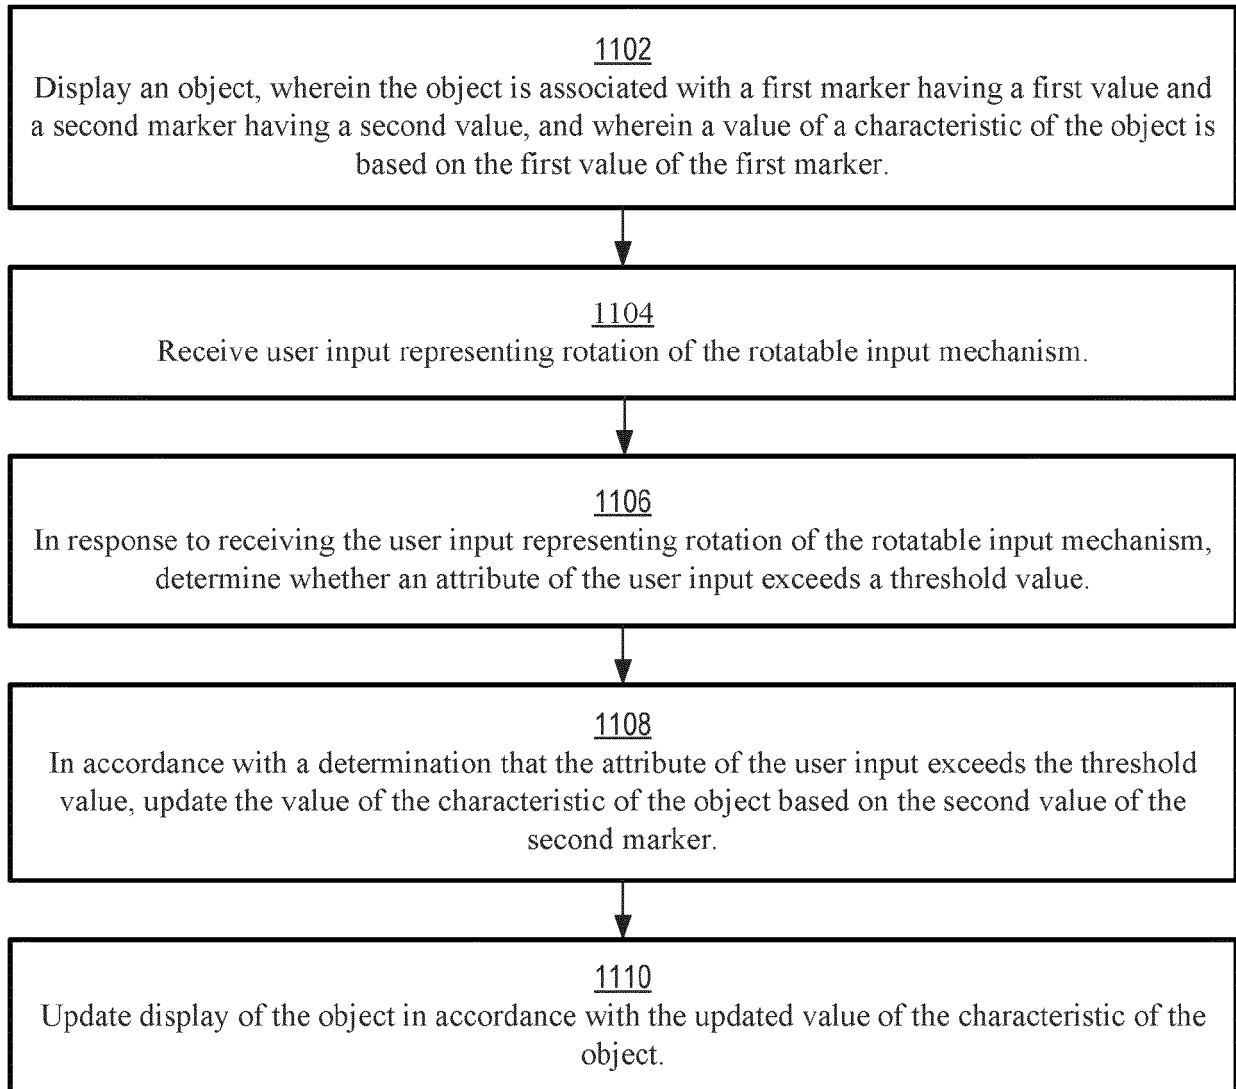 1102
Display an object, wherein the object is associated with a first marker having a first value and
a second marker having a second value, and wherein a value of a characteristic of the object is
based on the first value of the first marker.
1104
Receive user input representing rotation of the rotatable input mechanism.
1106
In response to receiving the user input representing rotation of the rotatable input mechanism,
determine whether an attribute of the user input exceeds a threshold value.
1108
In accordance with a determination that the attribute of the user input exceeds the threshold
value, update the value of the characteristic of the object based on the second value of the
second marker.
1110
Update display of the object in accordance with the updated value of the characteristic of the
object.